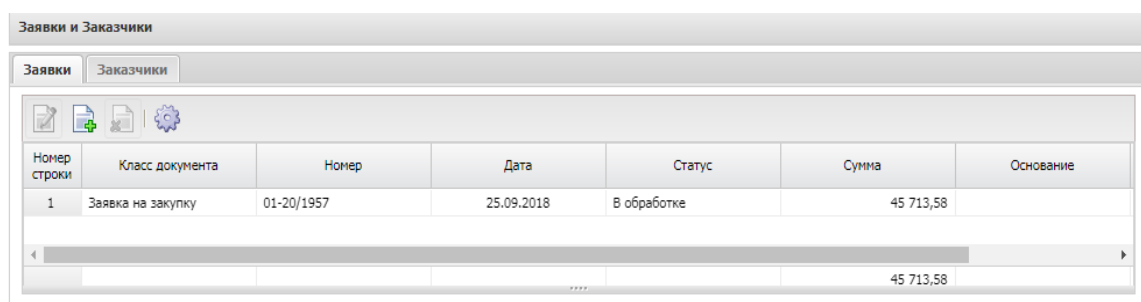 Заявки и Заказчики
Заявки Заказчики
Номер строки Класс документа Номер Дата Статус Сумма Основание
1 Заявка на закупку 01-20/1957 25.09.2018 В обработке 45 713,58
45 713,58